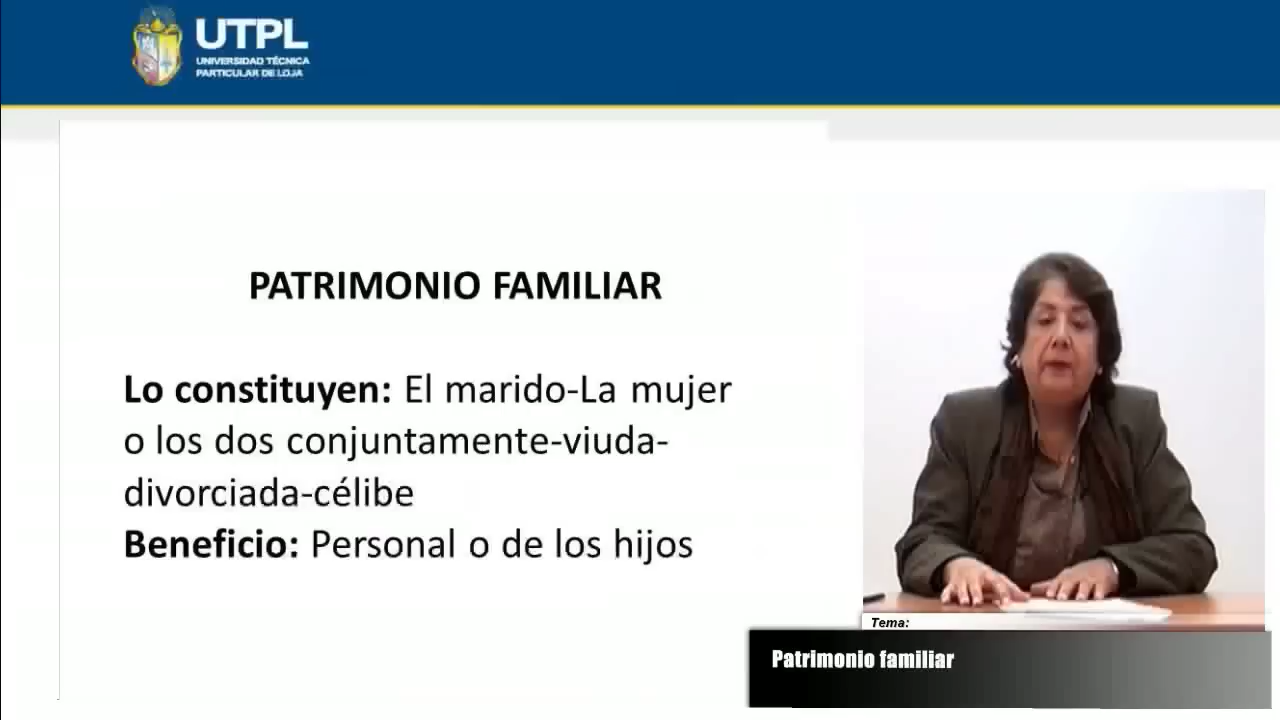 UTPL
UNIVERSIDAD TÉCNICA
PARTICULAR DE LOJA
PATRIMONIO FAMILIAR
Lo constituyen: El marido-La mujer
o los dos conjuntamente-viuda-
divorciada-célibe
Beneficio: Personal o de los hijos
Tema:
Patrimonio familiar